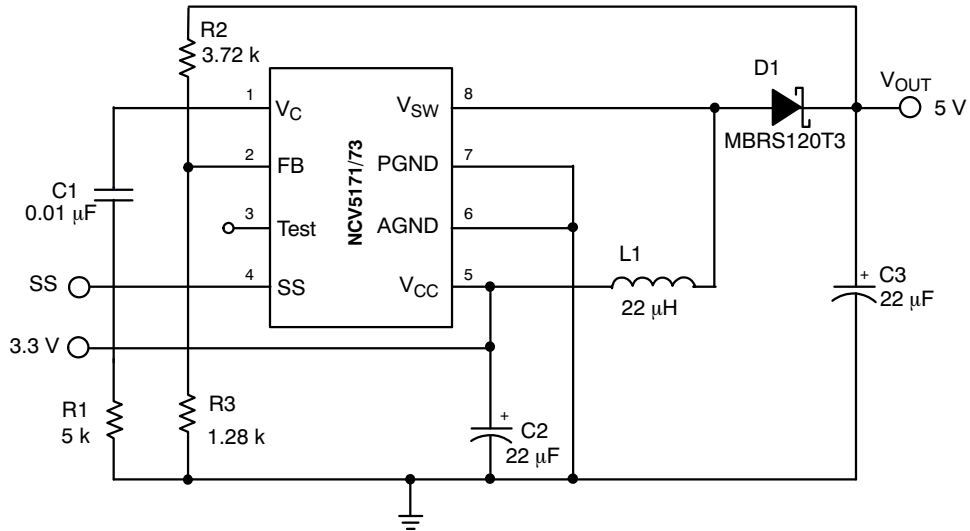 R2
3.72 k
D1
V_OUT
5 V
MBRS120T3
1
V_C
V_SW
8
2
FB
PGND
7
NCV5171/73
C1
0.01 μF
3
Test
AGND
6
SS
4
SS
V_CC
5
L1
22 μH
C3
+
22 μF
3.3 V
R1
5 k
R3
1.28 k
+
C2
22 μF